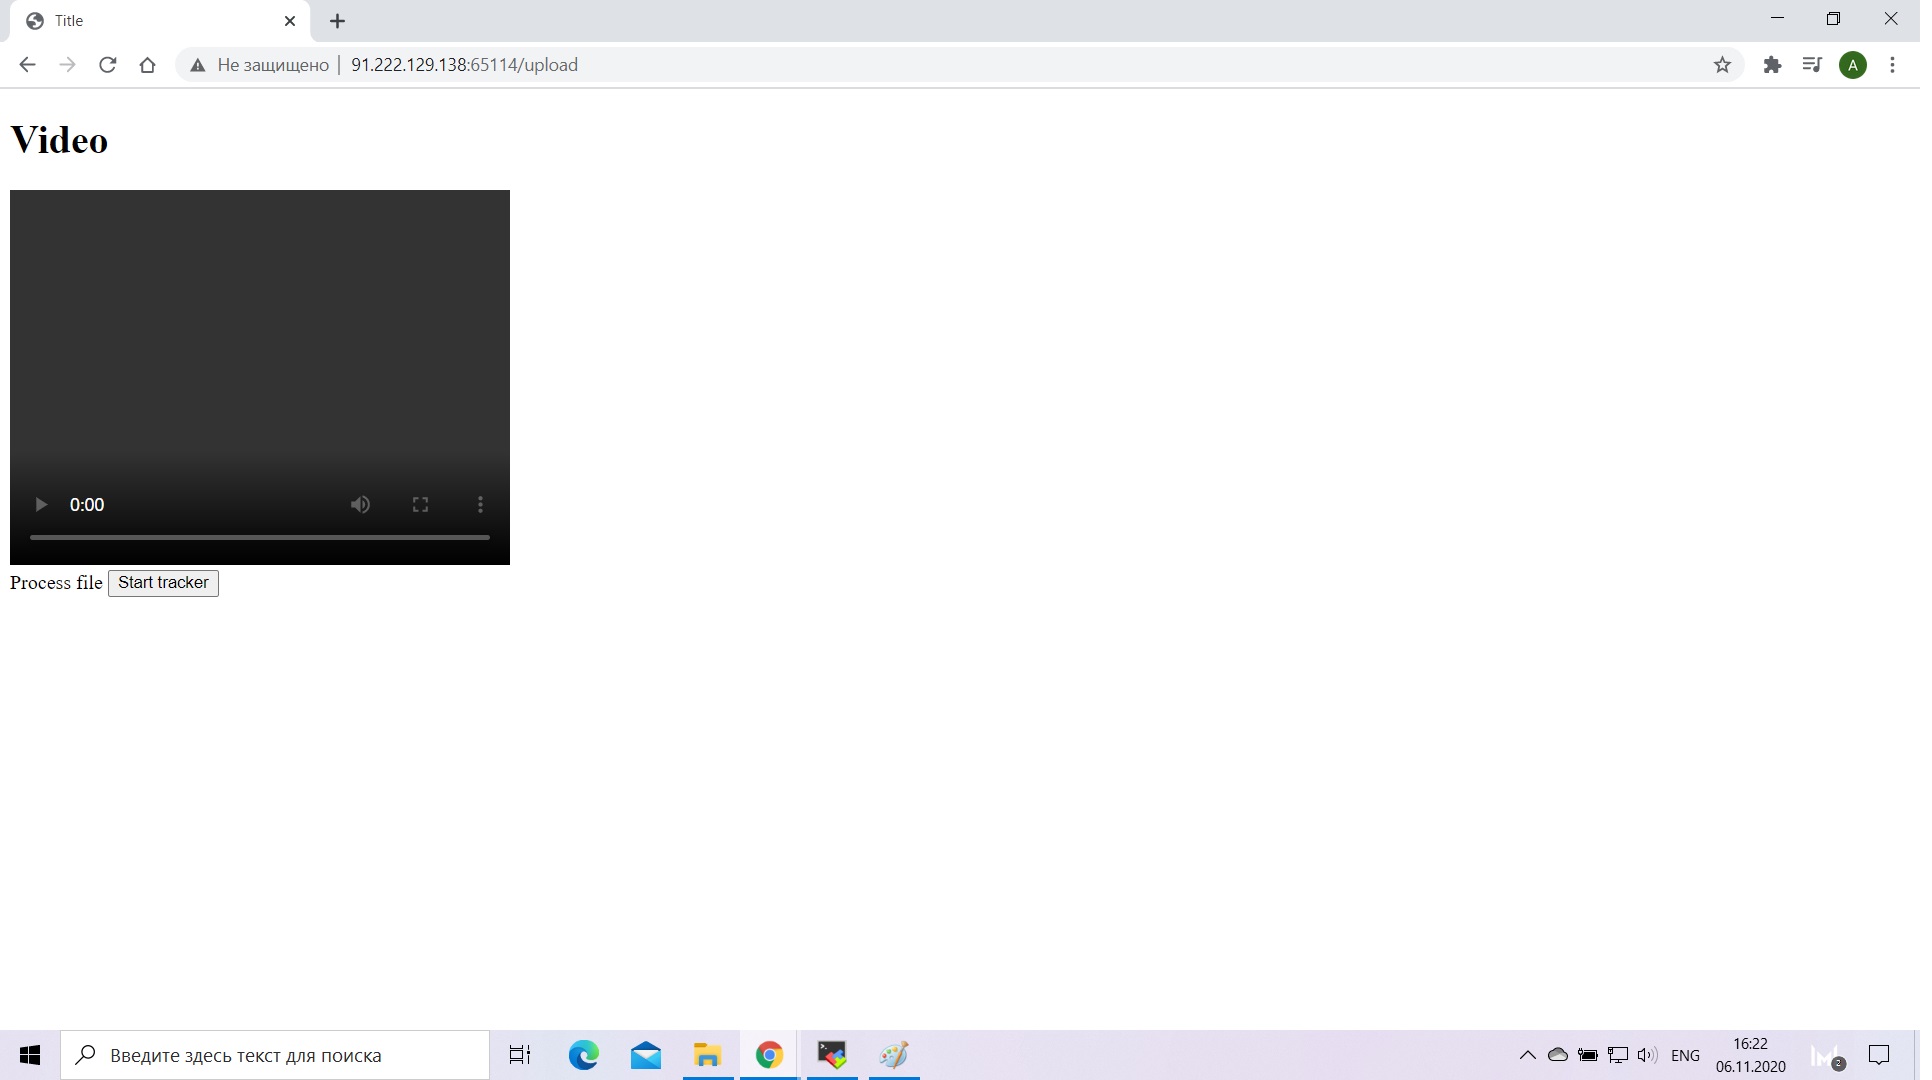 Title
Не защищено
91.222.129.138:65114/upload
A
Video
0:00
Process file
Start tracker
Введите здесь текст для поиска
ENG
16:22
06.11.2020
2